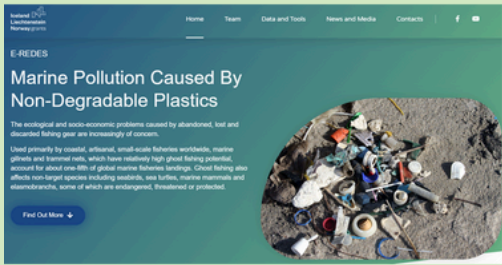 Iceland
Liechtenstein
Norway grants
Home
Team
Data and Tools
News and Media
Contacts
E-REDES
Marine Pollution Caused By
Non-Degradable Plastics
The ecological and socio-economic problems caused by abandoned, lost and
discarded fishing gear are increasingly of concern.
Used primarily by coastal, artisanal, small-scale fisheries worldwide, marine
gillnets and trammel nets, which have relatively high ghost fishing potential,
account for about one-fifth of global marine fisheries landings. Ghost fishing also
affects non-target species including seabirds, sea turtles, marine mammals and
elasmobranchs, some of which are endangered, threatened or protected.
Find Out More